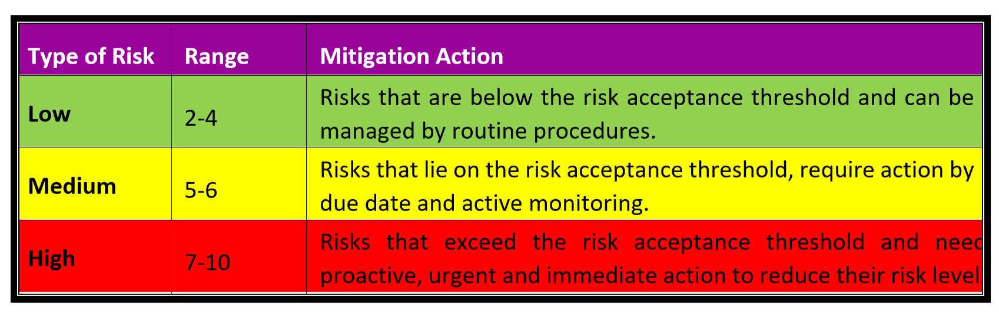 Type of Risk Range Mitigation Action
Low 2-4 Risks that are below the risk acceptance threshold and can be
managed by routine procedures.
Medium 5-6 Risks that lie on the risk acceptance threshold, require action by
due date and active monitoring.
High 7-10 Risks that exceed the risk acceptance threshold and need
proactive, urgent and immediate action to reduce their risk level